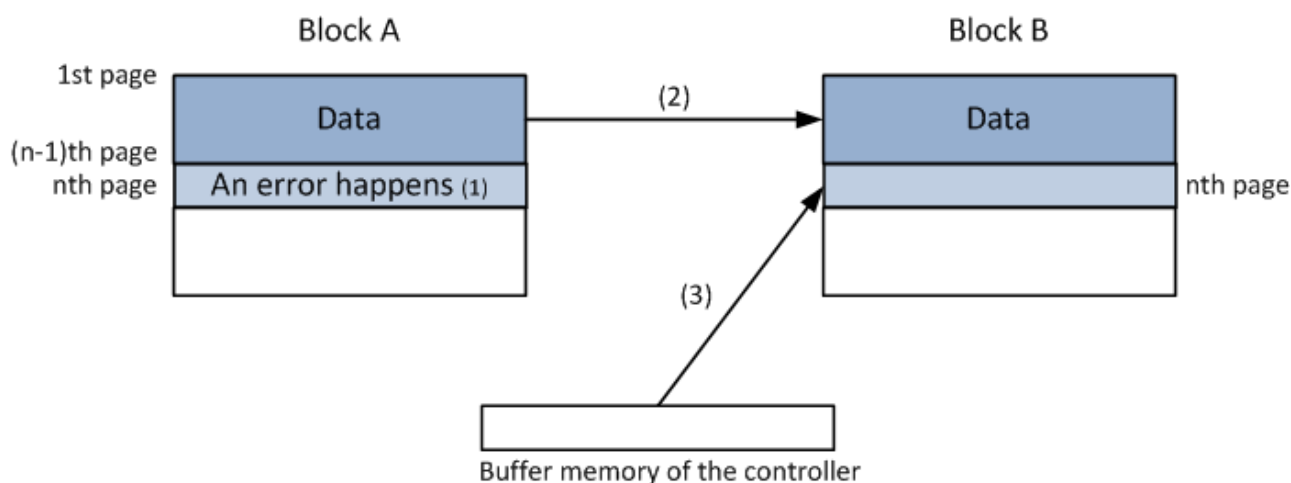 Block A
Block B
1st page
Data
(2)
Data
(n-1)th page
nth page
An error happens (1)
nth page
(3)
Buffer memory of the controller